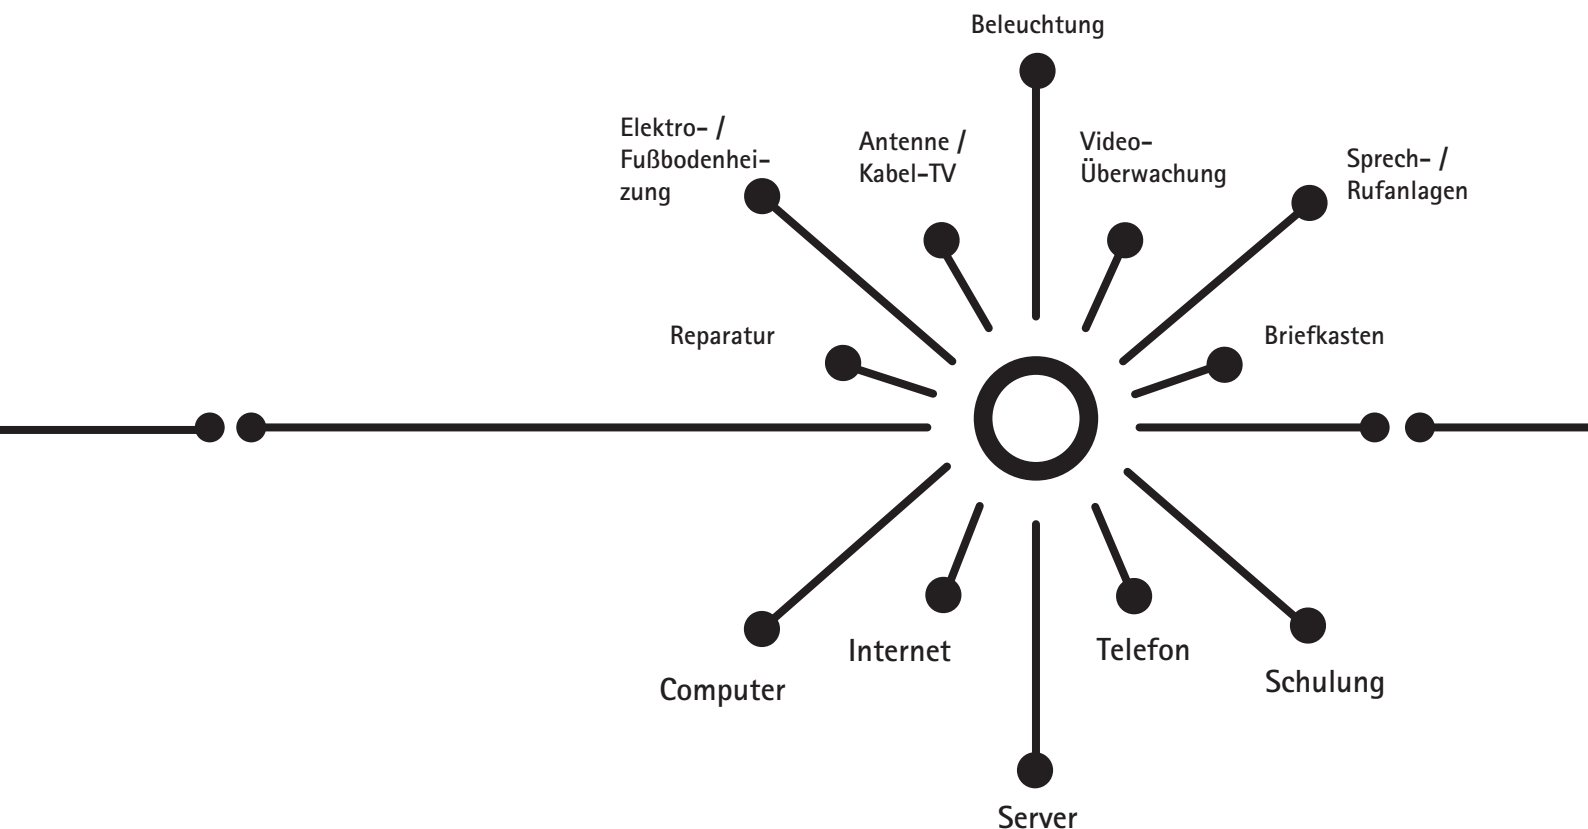 Beleuchtung
Elektro- /
Fußbodenhei-
zung
Antenne /
Kabel-TV
Video-
Überwachung
Sprech- /
Rufanlagen
Reparatur
Briefkasten
Internet
Telefon
Computer
Schulung
Server